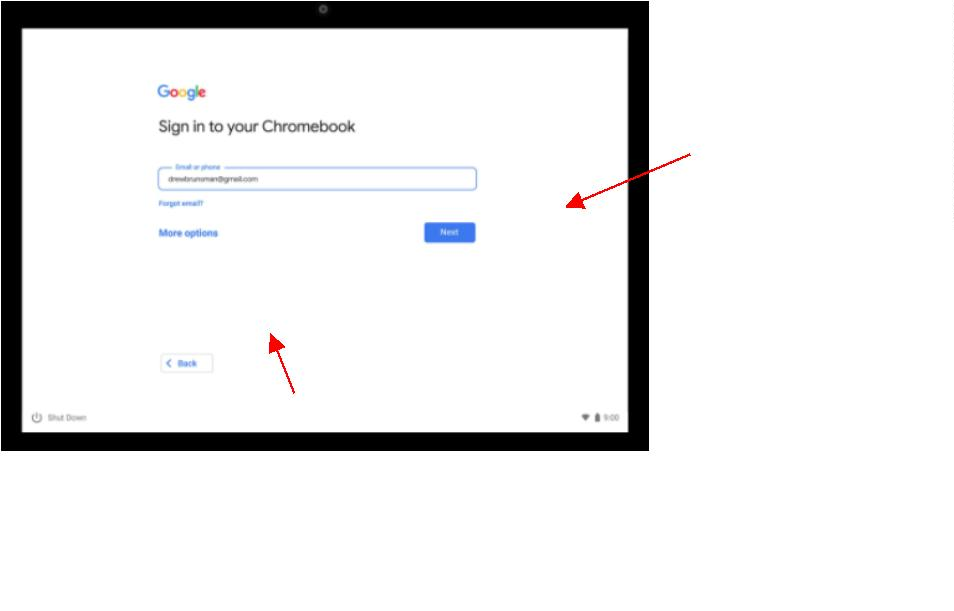 Google
Sign in to your Chromebook
Email or phone
drewbrunsman@gmail.com
Forgot email?
More options
Next
Back
Shut Down
9:00